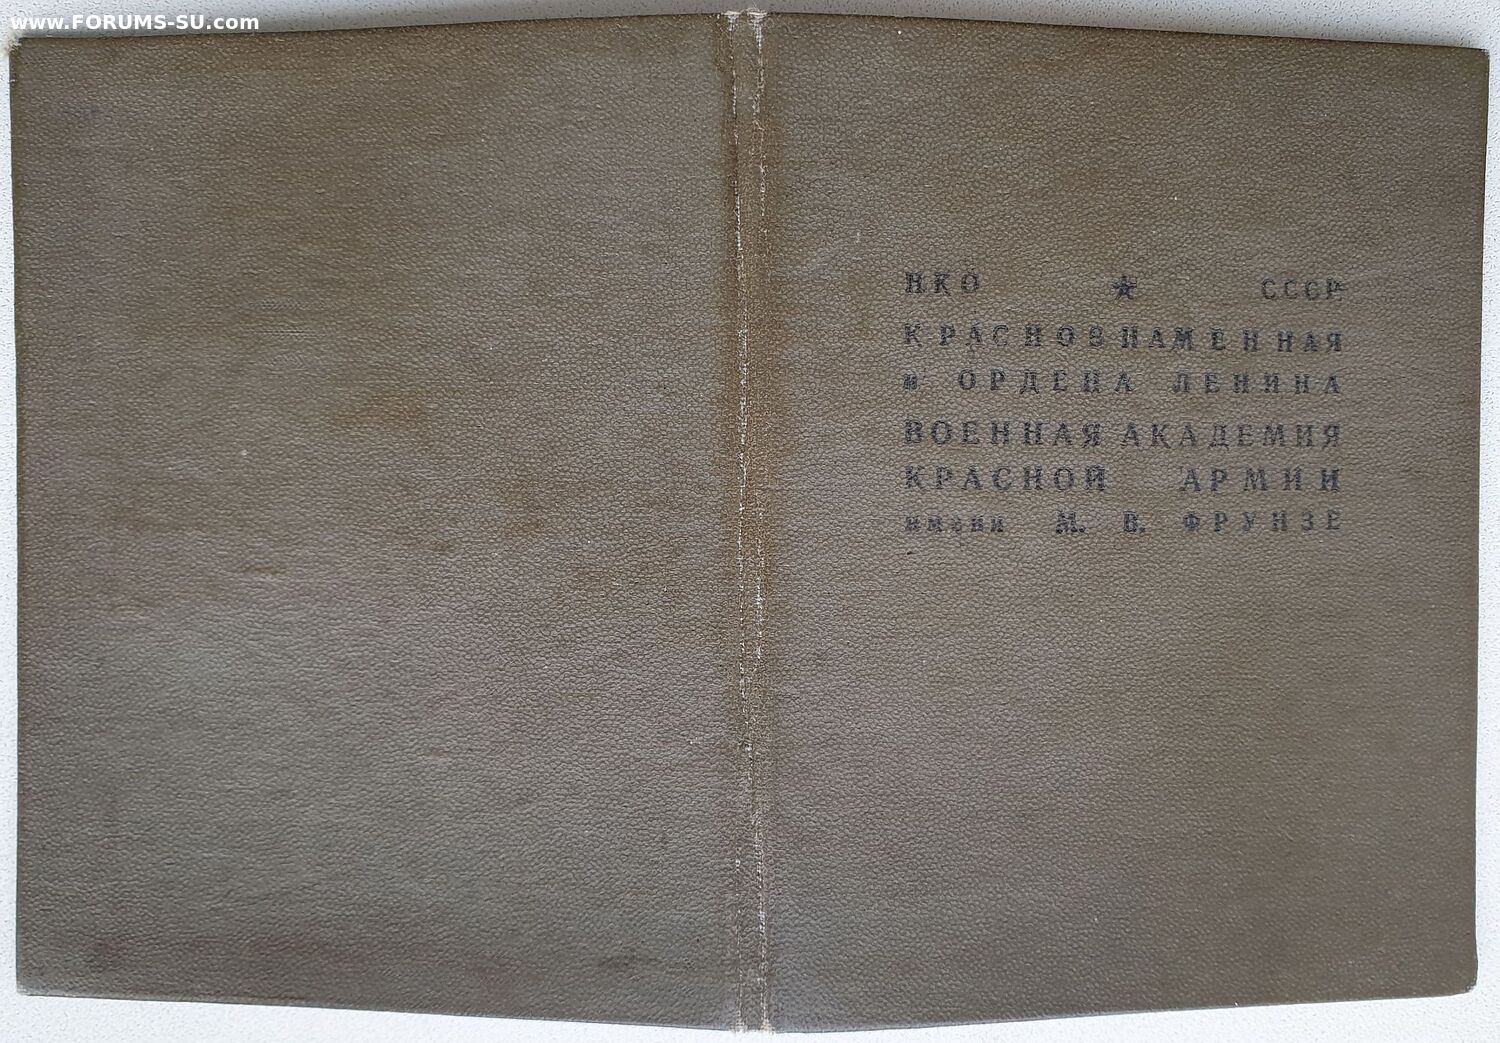 www.FORUMS-SU.com
НКО ★ СССР
КРАСНОЗНАМЕННАЯ
и ОРДЕНА ЛЕНИНА
ВОЕННАЯ АКАДЕМИЯ
КРАСНОЙ АРМИИ
имени М. В. ФРУНЗЕ